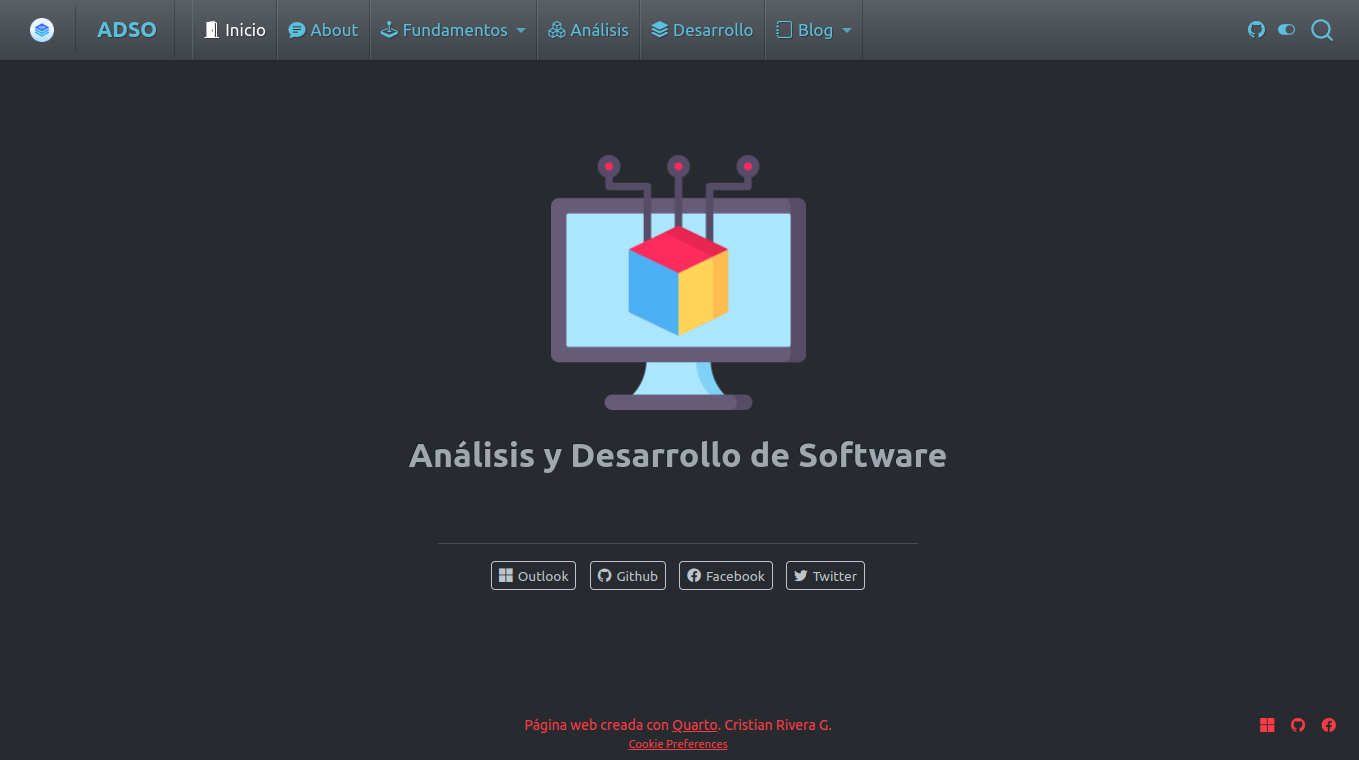 ADSO Inicio About Fundamentos Análisis Desarrollo Blog
Análisis y Desarrollo de Software
Outlook Github Facebook Twitter
Página web creada con Quarto. Cristian Rivera G.
Cookie Preferences